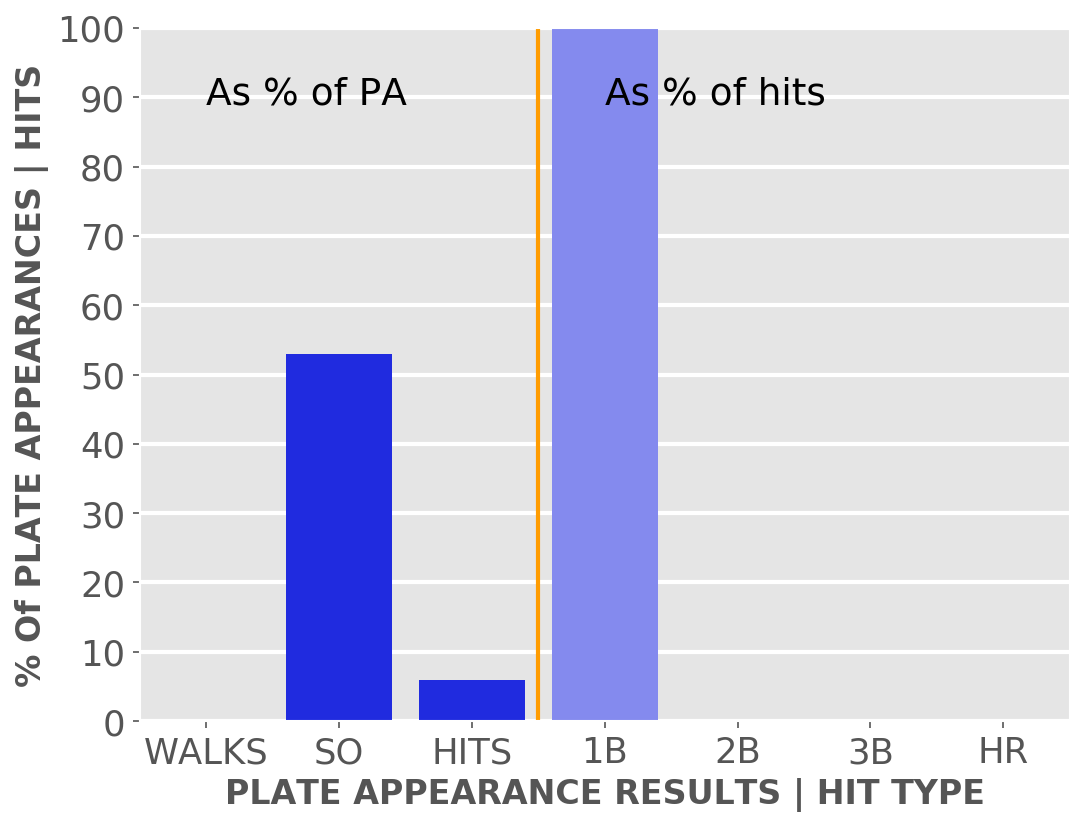 % Of PLATE APPEARANCES | HITS
100
90
80
70
60
50
40
30
20
10
0
As % of PA
As % of hits
WALKS SO HITS 1B 2B 3B HR
PLATE APPEARANCE RESULTS | HIT TYPE